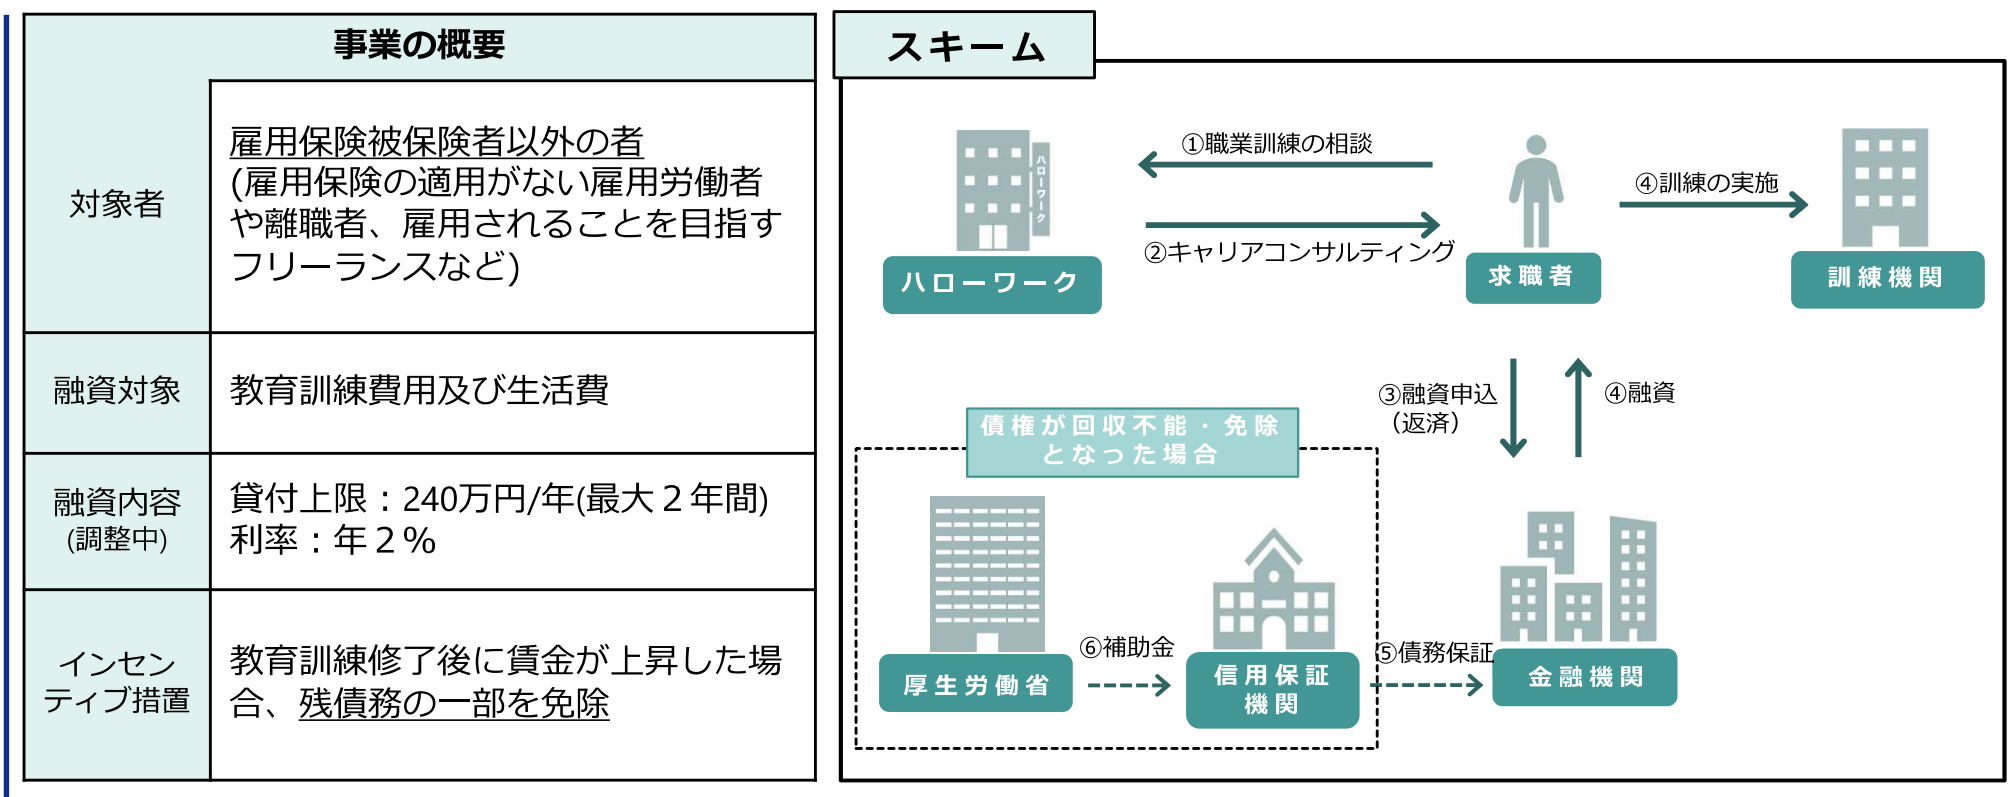 事業の概要
対象者
雇用保険被保険者以外の者
(雇用保険の適用がない雇用労働者
や離職者、雇用されることを目指す
フリーランスなど)
融資対象
教育訓練費用及び生活費
融資内容
(調整中)
貸付上限：240万円/年(最大２年間)
利率：年２％
インセン
ティブ措置
教育訓練修了後に賃金が上昇した場
合、残債務の一部を免除
スキーム
ハローワーク
ハローワーク
①職業訓練の相談
②キャリアコンサルティング
求職者
④訓練の実施
訓練機関
③融資申込
（返済）
④融資
債権が回収不能・免除
となった場合
厚生労働省
⑥補助金
信用保証
機関
⑤債務保証
金融機関